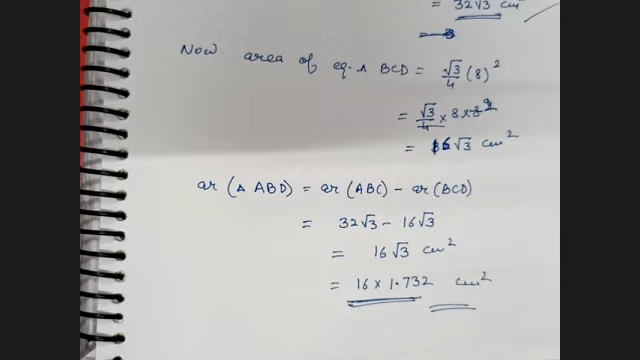 = 32√3 cm²
Now area of eq. Δ BCD = √3/4 (8)²
= √3/4 × 8 × 8
= 16√3 cm²
ar (Δ ABD) = ar (ABC) - ar (BCD)
= 32√3 - 16√3
= 16√3 cm²
= 16 × 1.732 cm²